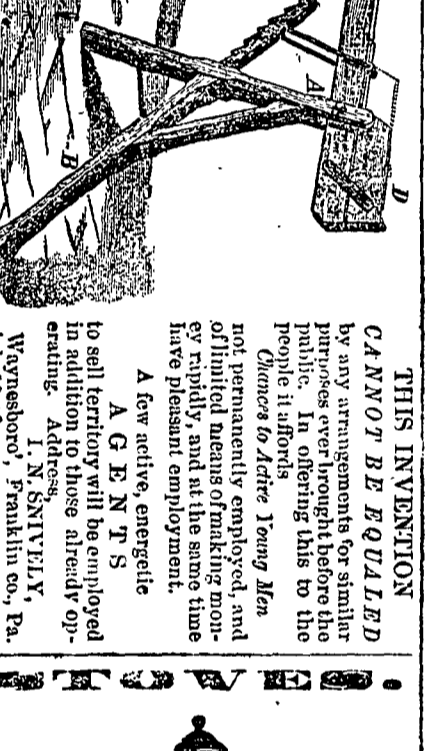 THIS INVENTION
CANNOT BE EQUALED
by any arrangements for similar
purposes ever brought before the
public. In offering this to the
people it affords
Chances to Active Young Men
not permanently employed, and
of limited means of making mon-
ey rapidly, and at the same time
have pleasant employment.
A few active, energetic
AGENTS
to sell territory will be employed
in addition to those already op-
erating. Address,
I. N. SNIVELY,
Waynesboro', Franklin co., Pa.
A
B
D